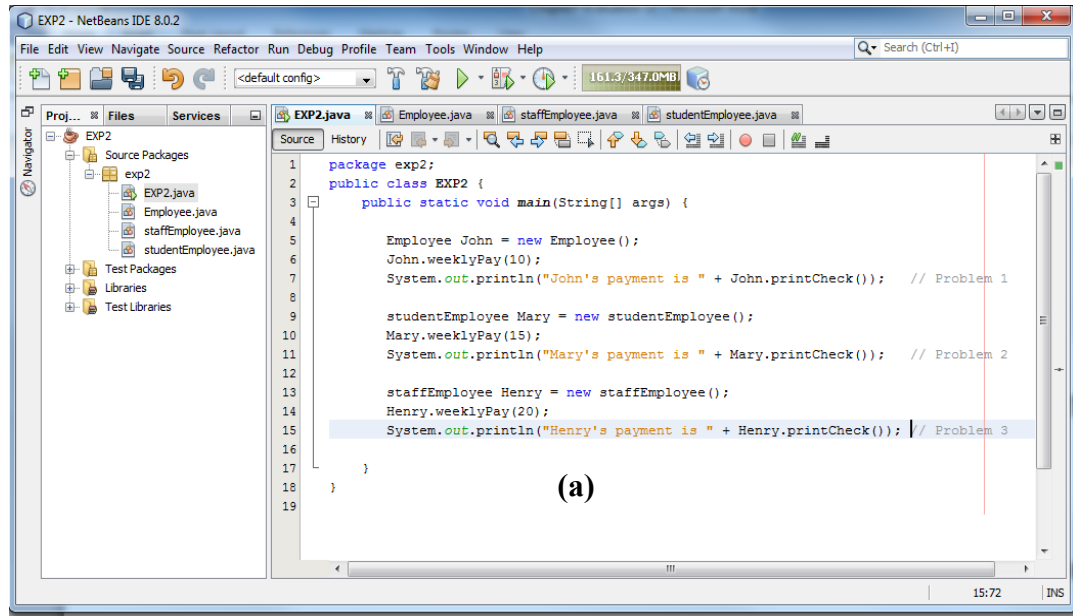 EXP2 - NetBeans IDE 8.0.2
File Edit View Navigate Source Refactor Run Debug Profile Team Tools Window Help
Search (Ctrl+I)
<default config>
161.3/347.0MB
Proj... Files Services
EXP2.java Employee.java staffEmployee.java studentEmployee.java
Navigator
EXP2
Source Packages
exp2
EXP2.java
Employee.java
staffEmployee.java
studentEmployee.java
Test Packages
Libraries
Test Libraries
Source History
1 package exp2;
2 public class EXP2 {
3 public static void main(String[] args) {
4
5 Employee John = new Employee();
6 John.weeklyPay(10);
7 System.out.println("John's payment is " + John.printCheck()); // Problem 1
8
9 studentEmployee Mary = new studentEmployee();
10 Mary.weeklyPay(15);
11 System.out.println("Mary's payment is " + Mary.printCheck()); // Problem 2
12
13 staffEmployee Henry = new staffEmployee();
14 Henry.weeklyPay(20);
15 System.out.println("Henry's payment is " + Henry.printCheck()); // Problem 3
16
17 }
18 }
19
(a)
15:72 INS